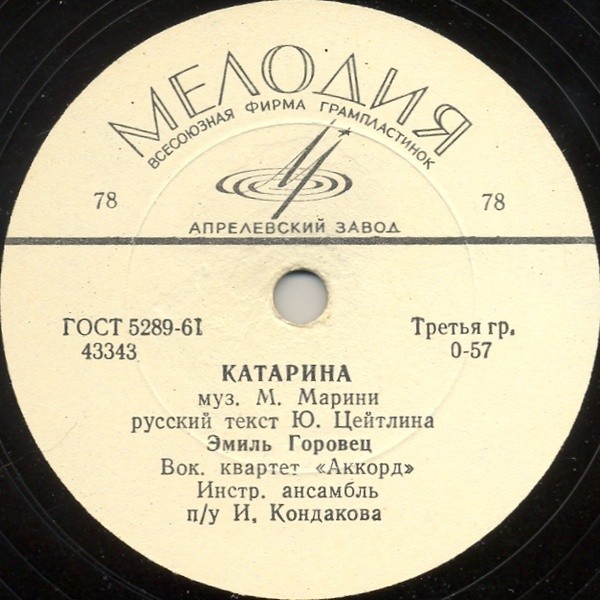 МЕЛОДИЯ
ВСЕСОЮЗНАЯ ФИРМА ГРАМПЛАСТИНОК
78 78
АПРЕЛЕВСКИЙ ЗАВОД
ГОСТ 5289-61 Третья гр.
43343 0-57
КАТАРИНА
муз. М. Марини
русский текст Ю. Цейтлина
Эмиль Горовец
Вок. квартет «Аккорд»
Инстр. ансамбль
п/у И. Кондакова